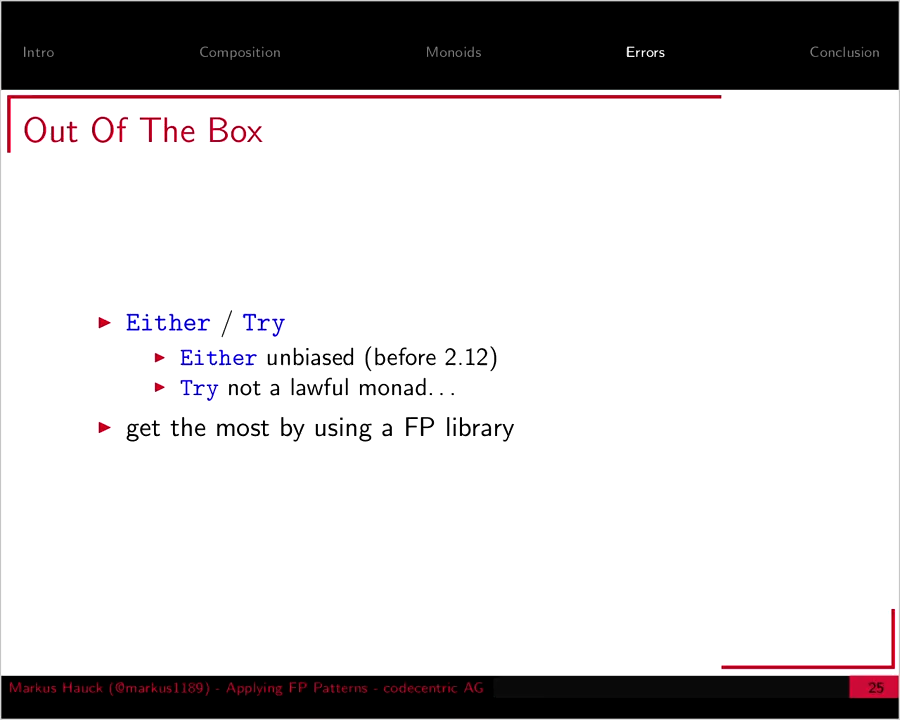 Intro Composition Monoids Errors Conclusion
Out Of The Box
Either / Try
Either unbiased (before 2.12)
Try not a lawful monad...
get the most by using a FP library
Markus Hauck (@markus1189) - Applying FP Patterns - codecentric AG 25